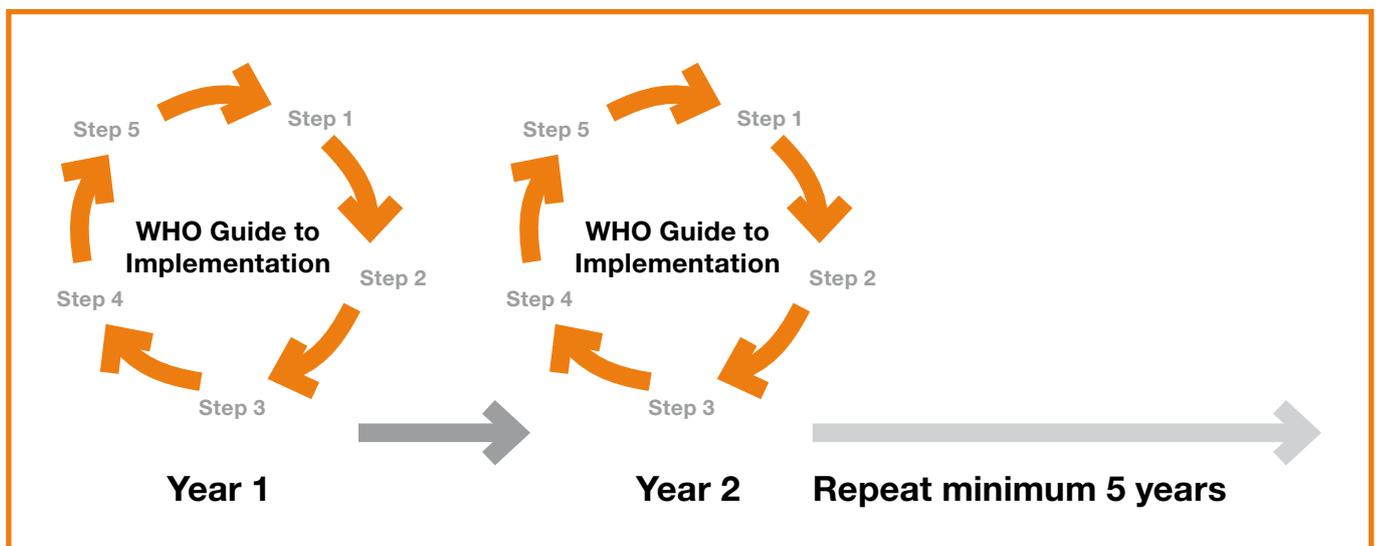 Step 1
Step 5
WHO Guide to
Implementation
Step 2
Step 4
Step 3
Step 1
Step 5
WHO Guide to
Implementation
Step 2
Step 4
Step 3
Year 1
Year 2
Repeat minimum 5 years